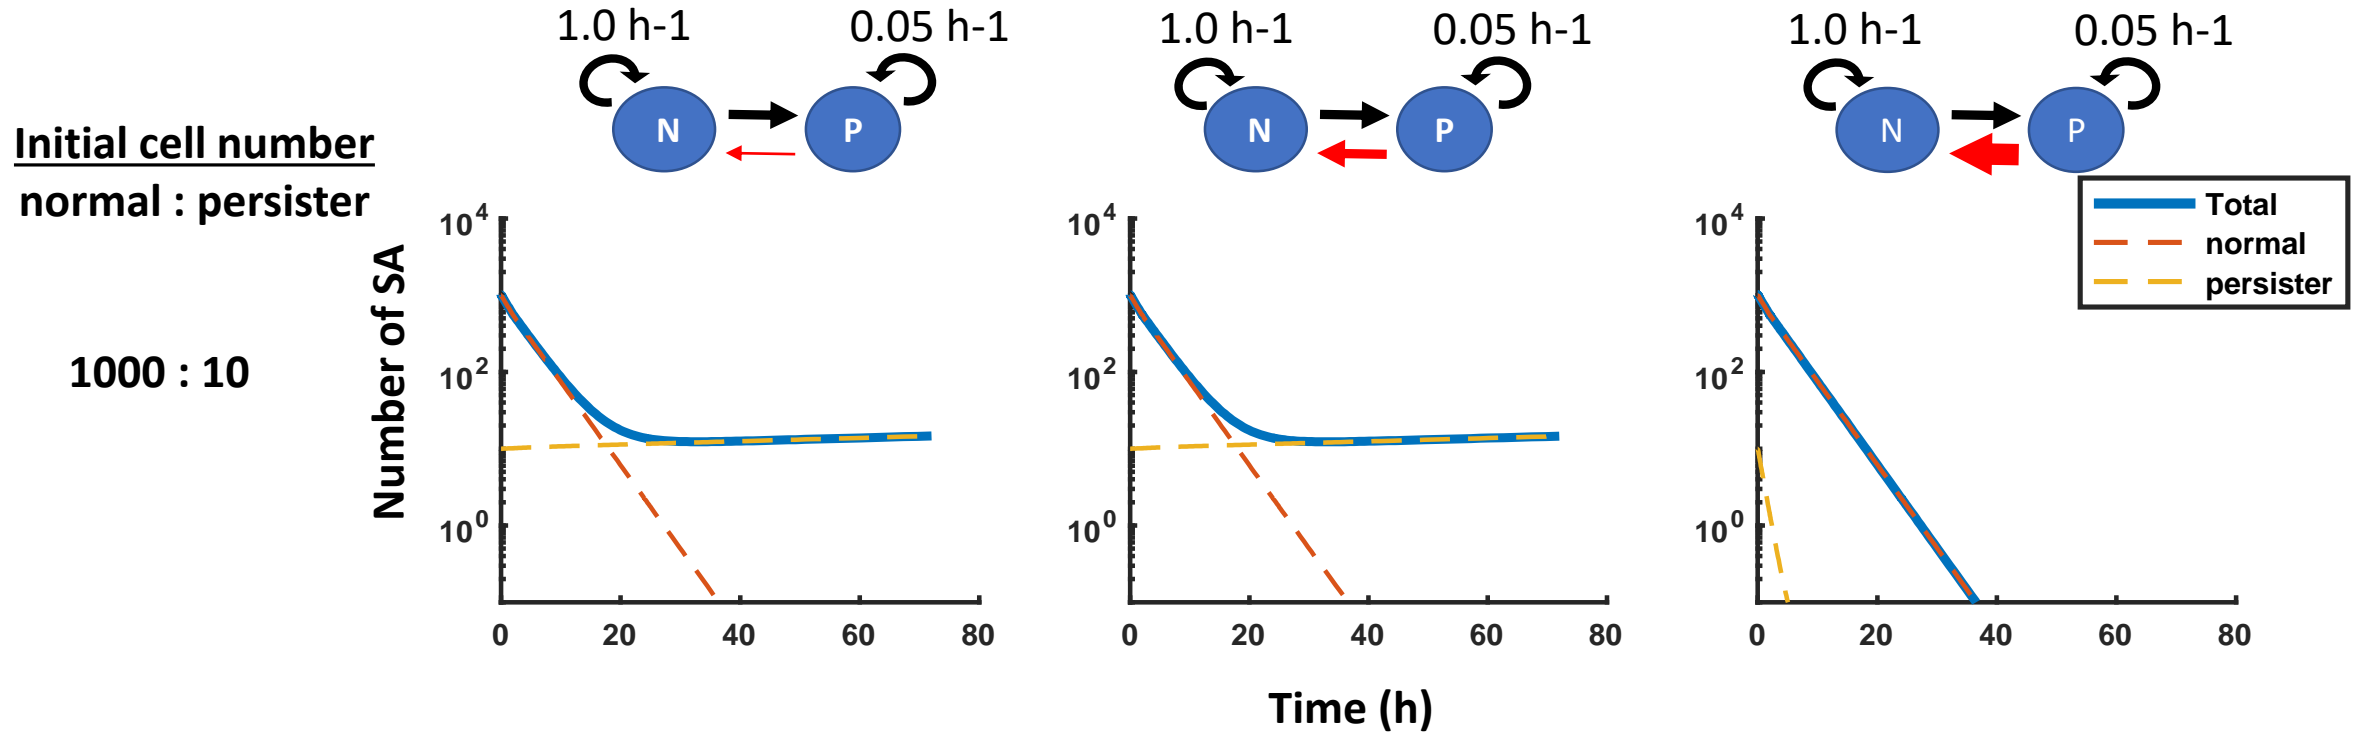 1.0 h-1 0.05 h-1 1.0 h-1 0.05 h-1 1.0 h-1 0.05 h-1
N P N P N P
Initial cell number
normal : persister
1000 : 10
Number of SA
10^4
10^2
10^0
0 20 40 60 80
10^4
10^2
10^0
0 20 40 60 80
10^4
10^2
10^0
0 20 40 60 80
Total
normal
persister
Time (h)